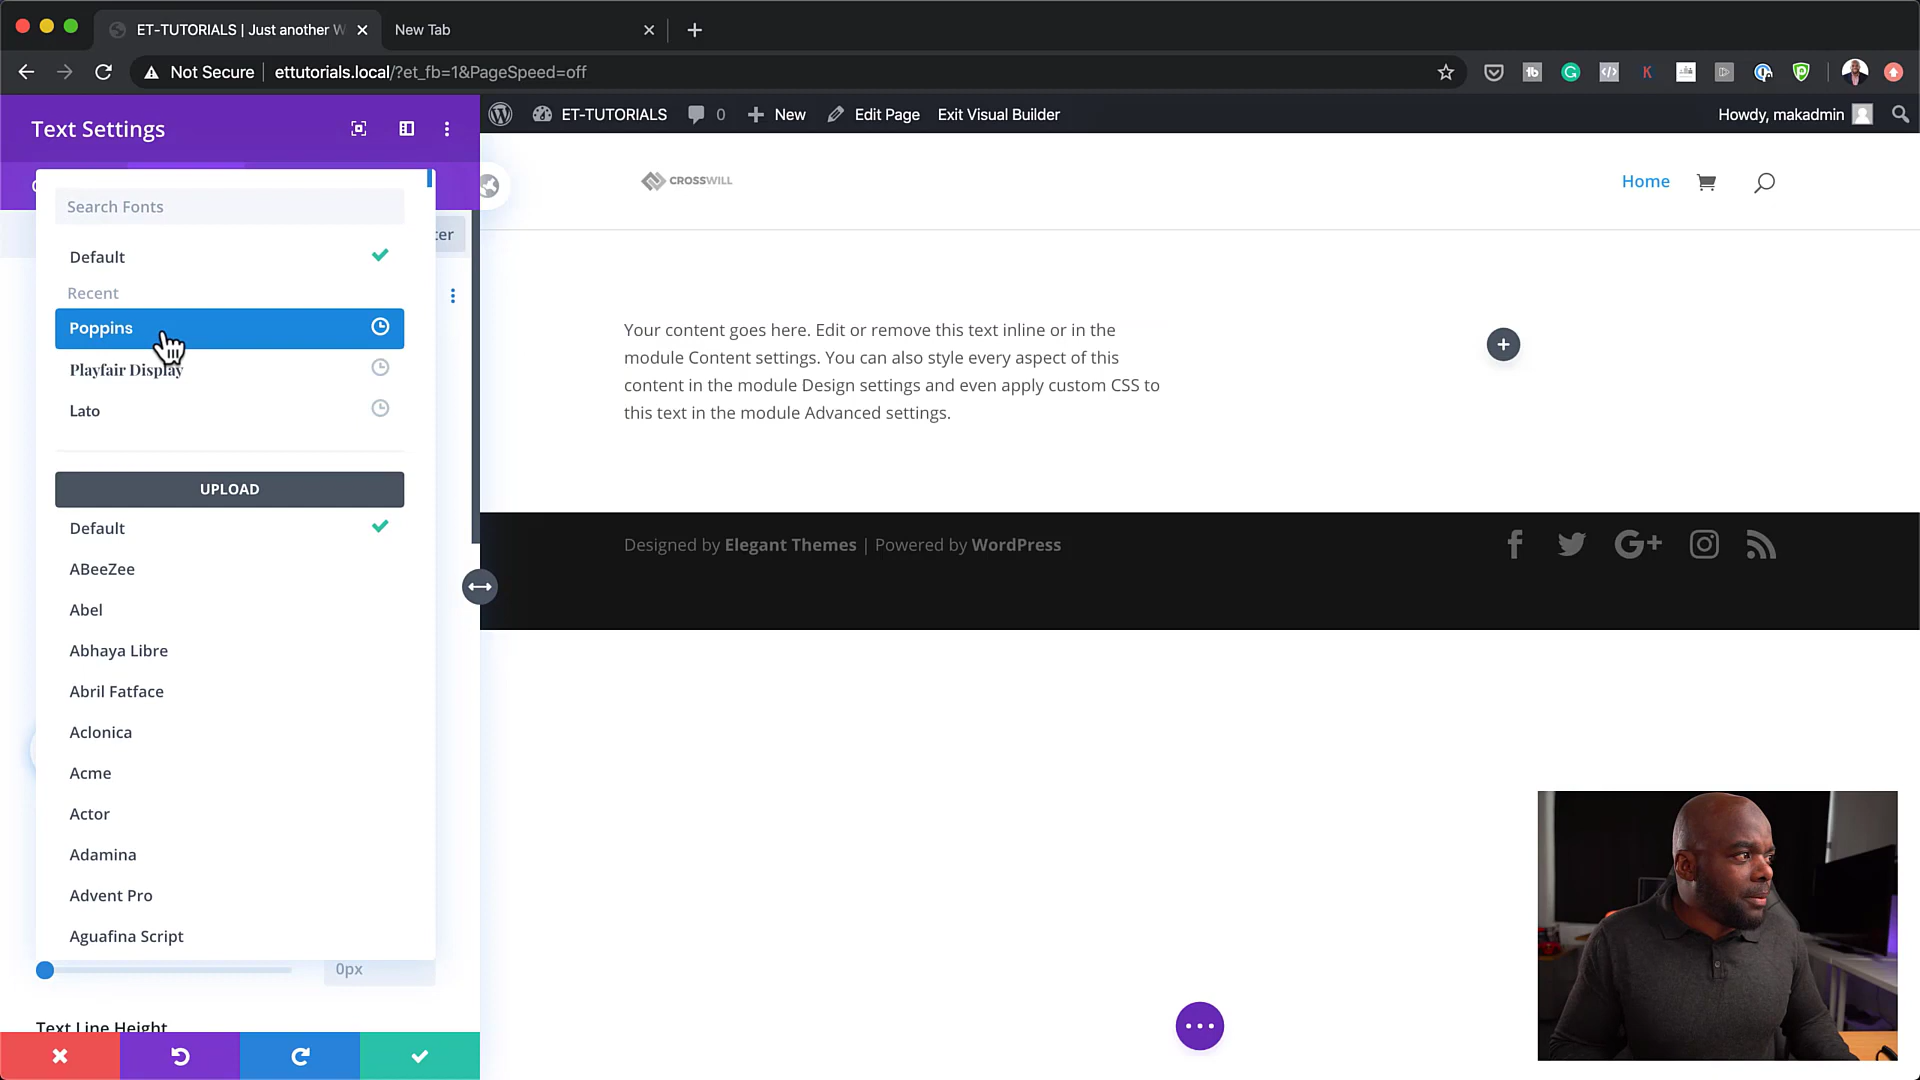 ET-TUTORIALS | Just another W
New Tab
Not Secure
ettutorials.local/?et_fb=1&PageSpeed=off
Text Settings
ET-TUTORIALS
0
New
Edit Page
Exit Visual Builder
Howdy, makadmin
CROSSWILL
Home
Search Fonts
ter
Default
Recent
Poppins
Playfair Display
Lato
UPLOAD
Default
ABeeZee
Abel
Abhaya Libre
Abril Fatface
Aclonica
Acme
Actor
Adamina
Advent Pro
Aguafina Script
0px
Text Line Height
Your content goes here. Edit or remove this text inline or in the
module Content settings. You can also style every aspect of this
content in the module Design settings and even apply custom CSS to
this text in the module Advanced settings.
Designed by Elegant Themes | Powered by WordPress